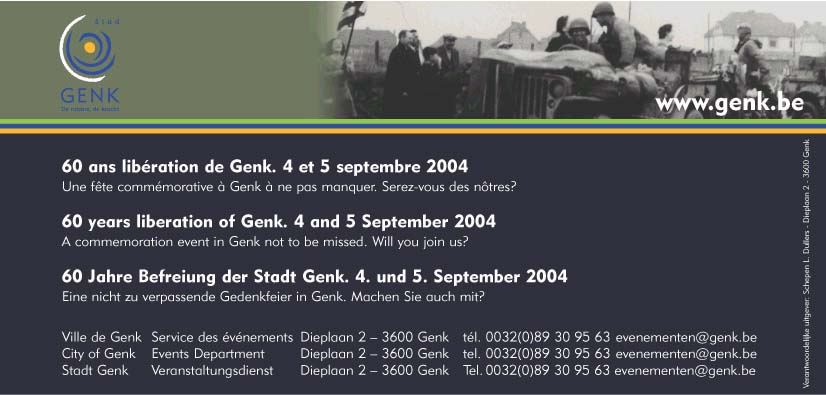 Stad
GENK
De natuur, de kracht
www.genk.be
60 ans libération de Genk. 4 et 5 septembre 2004
Une fête commémorative à Genk à ne pas manquer. Serez-vous des nôtres?
60 years liberation of Genk. 4 and 5 September 2004
A commemoration event in Genk not to be missed. Will you join us?
60 Jahre Befreiung der Stadt Genk. 4. und 5. September 2004
Eine nicht zu verpassende Gedenkfeier in Genk. Machen Sie auch mit?
Ville de Genk Service des événements Dieplaan 2 – 3600 Genk tél. 0032(0)89 30 95 63 evenementen@genk.be
City of Genk Events Department Dieplaan 2 – 3600 Genk tel. 0032(0)89 30 95 63 evenementen@genk.be
Stadt Genk Veranstaltungsdienst Dieplaan 2 – 3600 Genk Tel. 0032(0)89 30 95 63 evenementen@genk.be
Verantwoordelijke uitgever: Schepen L. Dullers - Dieplaan 2 - 3600 Genk